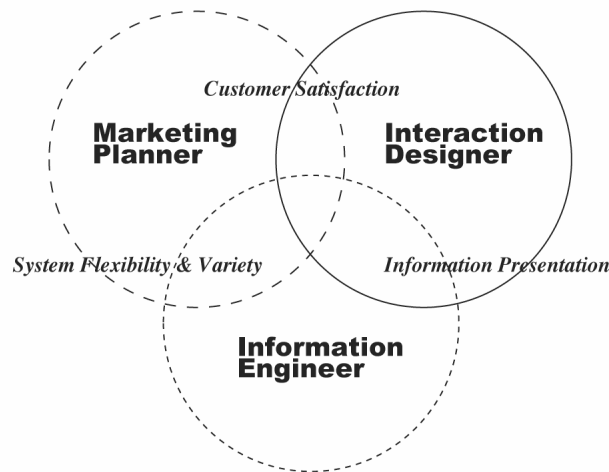 Customer Satisfaction
Marketing
Planner
Interaction
Designer
System Flexibility & Variety
Information Presentation
Information
Engineer